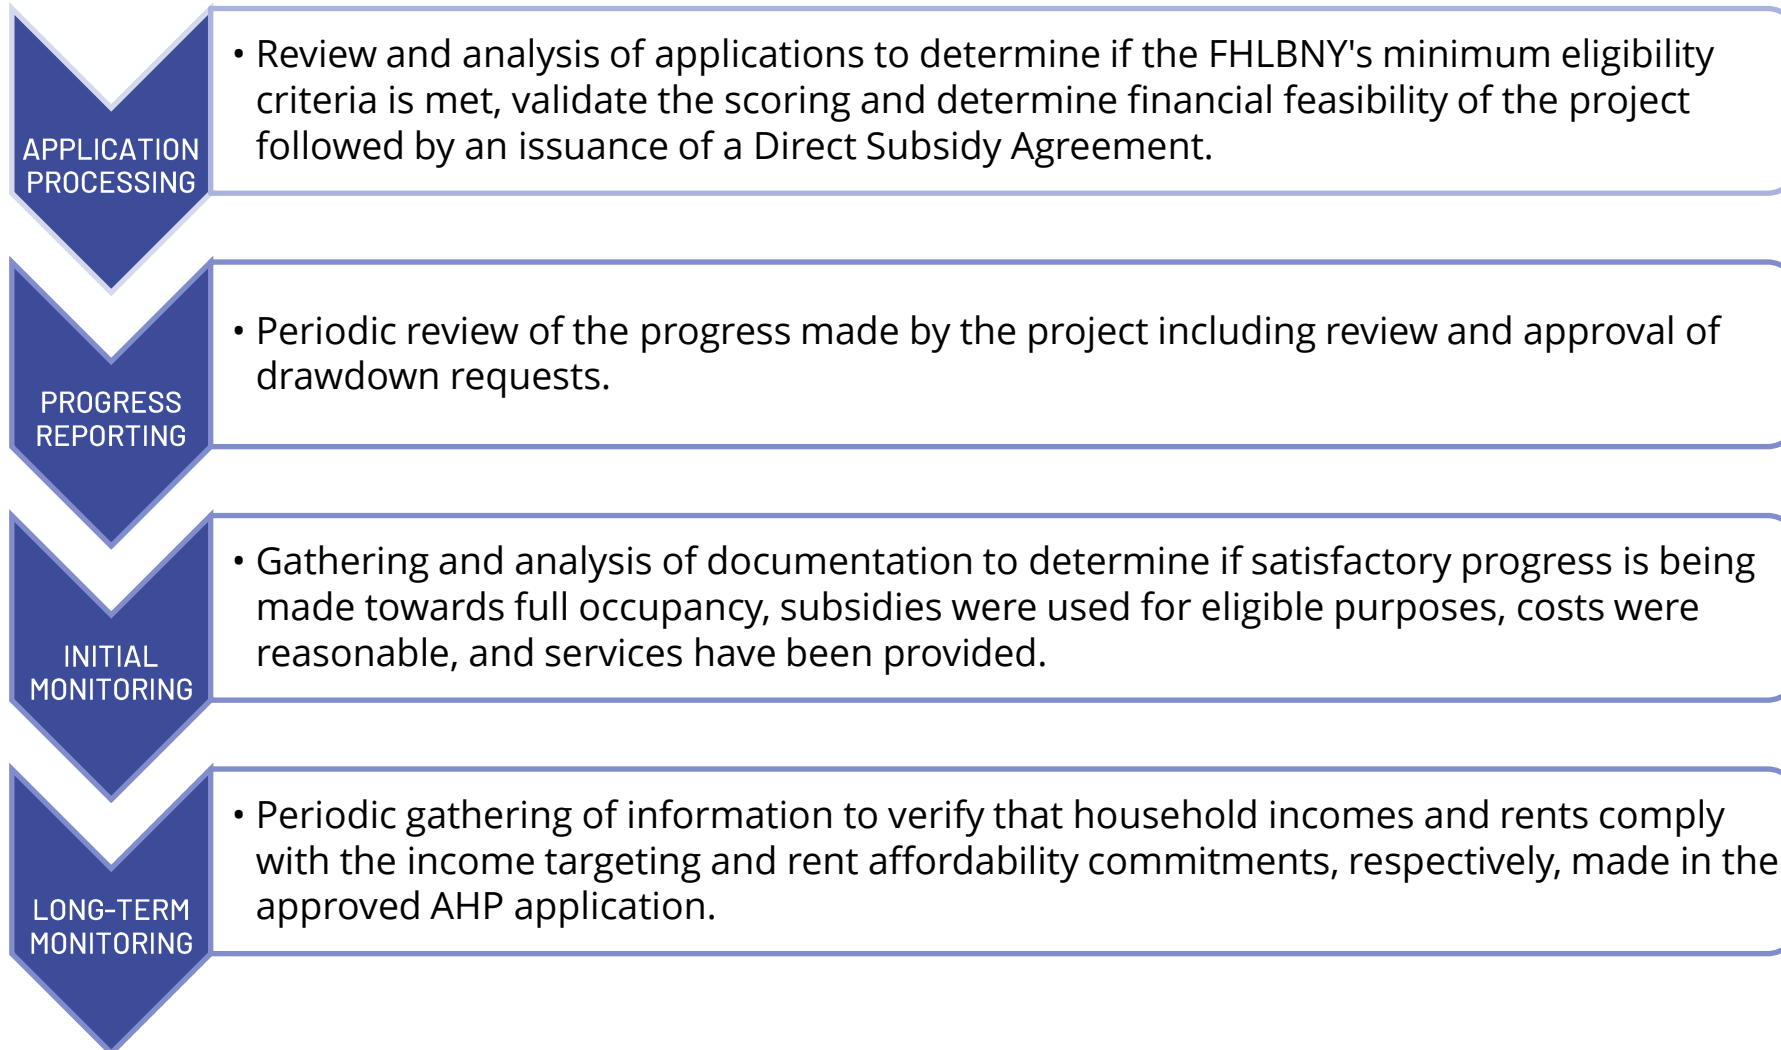 APPLICATION
PROCESSING
• Review and analysis of applications to determine if the FHLBNY's minimum eligibility
criteria is met, validate the scoring and determine financial feasibility of the project
followed by an issuance of a Direct Subsidy Agreement.
PROGRESS
REPORTING
• Periodic review of the progress made by the project including review and approval of
drawdown requests.
INITIAL
MONITORING
• Gathering and analysis of documentation to determine if satisfactory progress is being
made towards full occupancy, subsidies were used for eligible purposes, costs were
reasonable, and services have been provided.
LONG-TERM
MONITORING
• Periodic gathering of information to verify that household incomes and rents comply
with the income targeting and rent affordability commitments, respectively, made in the
approved AHP application.